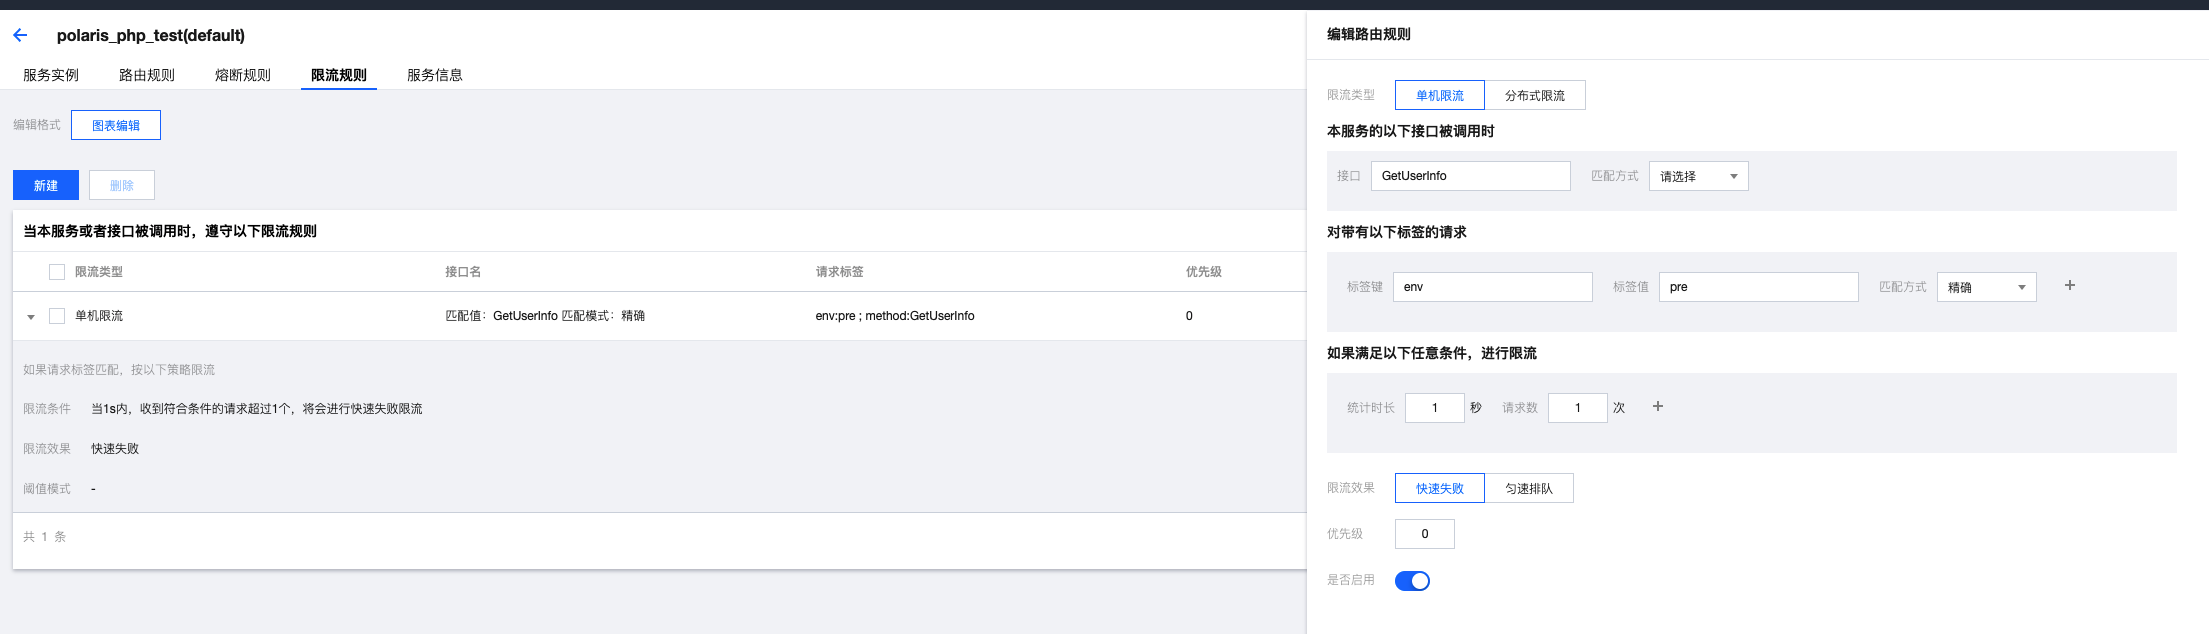 polaris_php_test(default)
服务实例 路由规则 熔断规则 限流规则 服务信息
编辑格式 图表编辑
新建 删除
当本服务或者接口被调用时，遵守以下限流规则
限流类型 接口名 请求标签 优先级
单机限流 匹配值：GetUserInfo 匹配模式：精确 env:pre ; method:GetUserInfo 0
如果请求标签匹配，按以下策略限流
限流条件 当1s内，收到符合条件的请求超过1个，将会进行快速失败限流
限流效果 快速失败
阈值模式 -
共 1 条
编辑路由规则
限流类型 单机限流 分布式限流
本服务的以下接口被调用时
接口 GetUserInfo 匹配方式 请选择
对带有以下标签的请求
标签键 env 标签值 pre 匹配方式 精确 +
如果满足以下任意条件，进行限流
统计时长 1 秒 请求数 1 次 +
限流效果 快速失败 匀速排队
优先级 0
是否启用